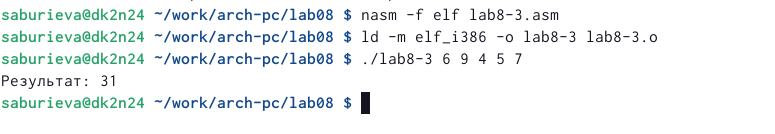 saburieva@dk2n24 ~/work/arch-pc/lab08 $ nasm -f elf lab8-3.asm
saburieva@dk2n24 ~/work/arch-pc/lab08 $ ld -m elf_i386 -o lab8-3 lab8-3.o
saburieva@dk2n24 ~/work/arch-pc/lab08 $ ./lab8-3 6 9 4 5 7
Результат: 31
saburieva@dk2n24 ~/work/arch-pc/lab08 $